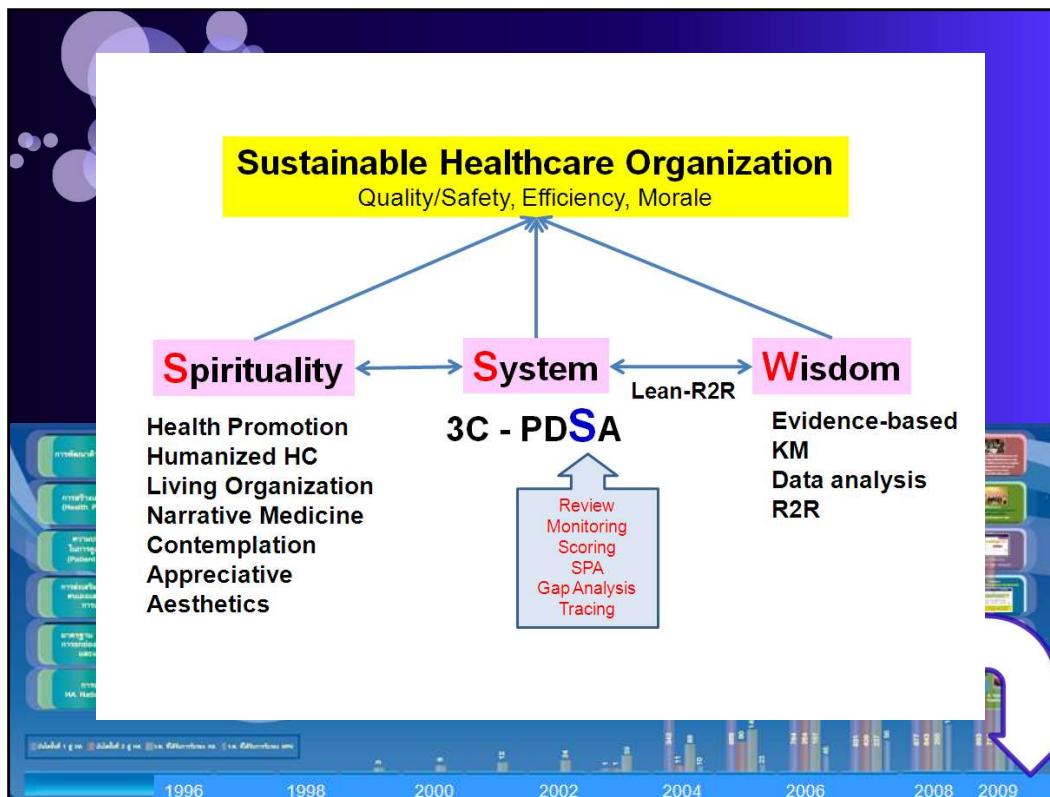 Sustainable Healthcare Organization
Quality/Safety, Efficiency, Morale
Spirituality
System
Wisdom
Lean-R2R
Health Promotion
Humanized HC
Living Organization
Narrative Medicine
Contemplation
Appreciative
Aesthetics
3C - PDSA
Review
Monitoring
Scoring
SPA
Gap Analysis
Tracing
Evidence-based
KM
Data analysis
R2R
1996
1998
2000
2002
2004
2006
2008
2009